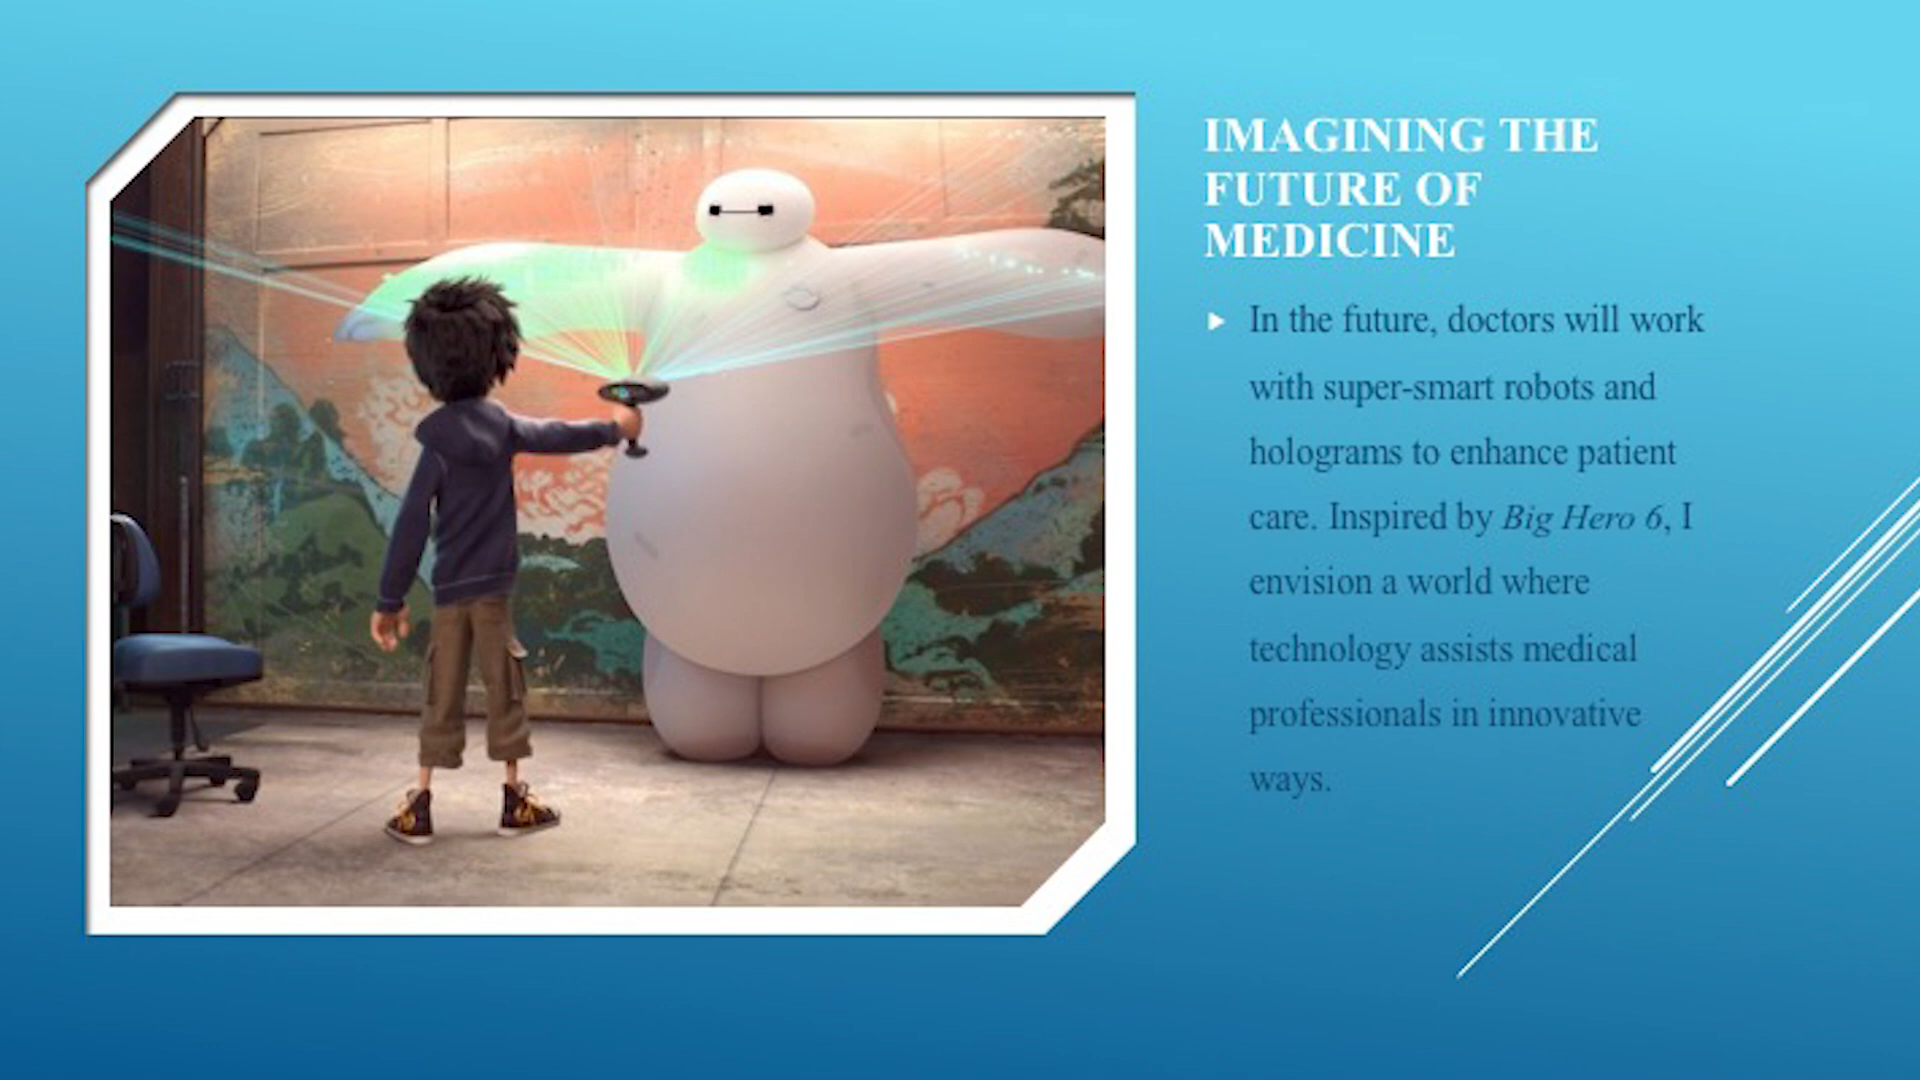 IMAGINING THE
FUTURE OF
MEDICINE
In the future, doctors will work
with super-smart robots and
holograms to enhance patient
care. Inspired by Big Hero 6, I
envision a world where
technology assists medical
professionals in innovative
ways.